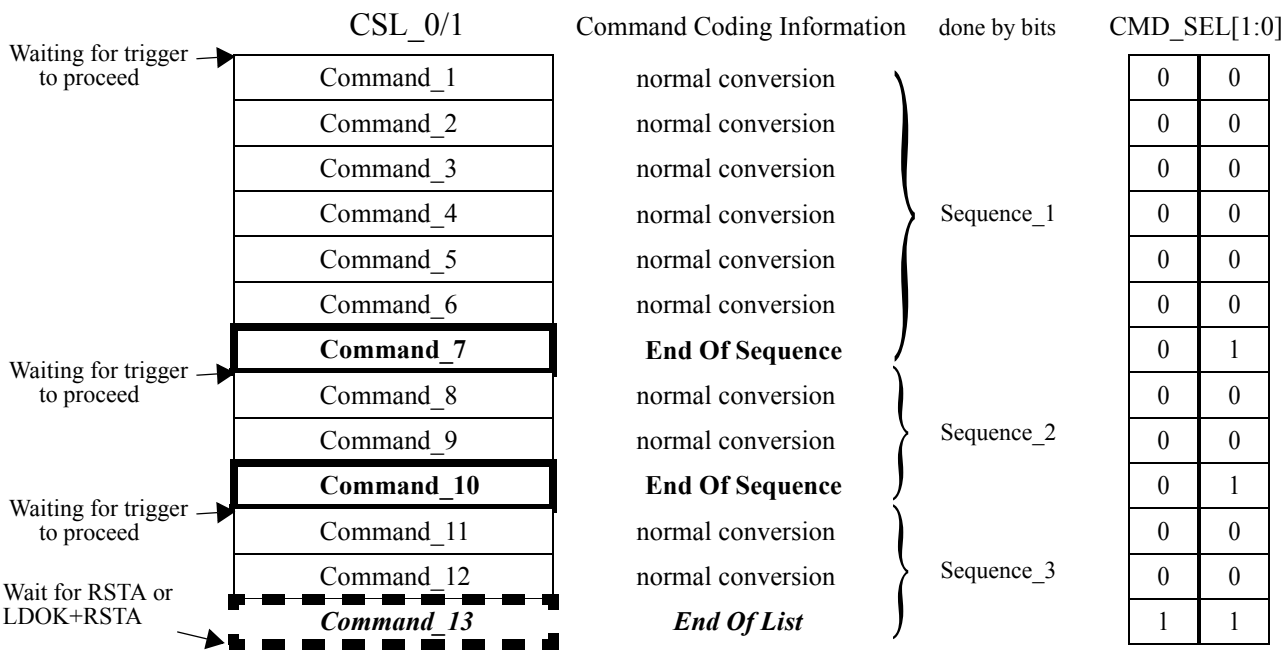 CSL_0/1 Command Coding Information done by bits CMD_SEL[1:0]
Waiting for trigger
to proceed
Command_1 normal conversion 0 0
Command_2 normal conversion 0 0
Command_3 normal conversion 0 0
Command_4 normal conversion Sequence_1 0 0
Command_5 normal conversion 0 0
Command_6 normal conversion 0 0
Command_7 End Of Sequence 0 1
Waiting for trigger
to proceed
Command_8 normal conversion 0 0
Command_9 normal conversion Sequence_2 0 0
Command_10 End Of Sequence 0 1
Waiting for trigger
to proceed
Command_11 normal conversion 0 0
Command_12 normal conversion Sequence_3 0 0
Wait for RSTA or
LDOK+RSTA
Command_13 End Of List 1 1